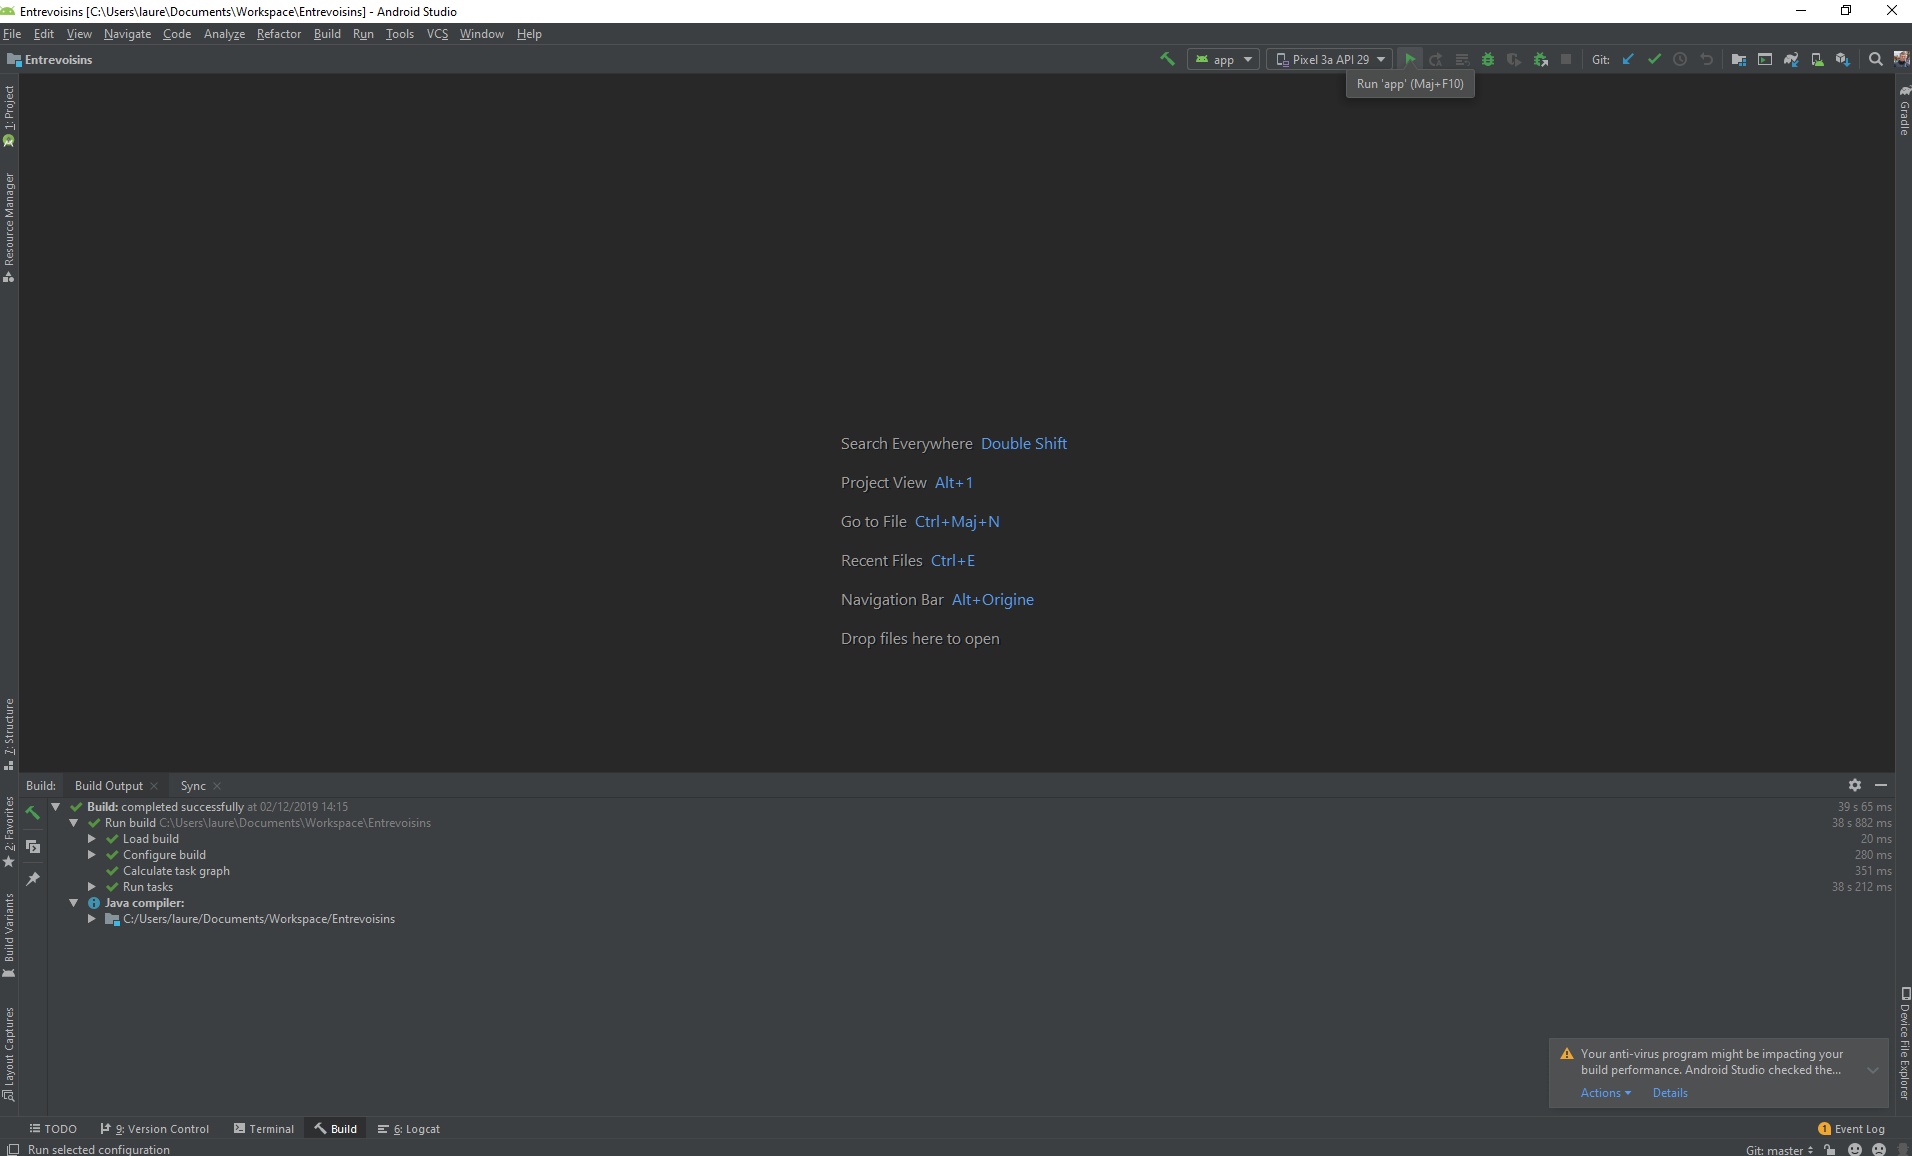 Entrevoisins [C:\Users\laure\Documents\Workspace\Entrevoisins] - Android Studio
File Edit View Navigate Code Analyze Refactor Build Run Tools VCS Window Help
Entrevoisins
app
Pixel 3a API 29
Git:
Run 'app' (Maj+F10)
1: Project
Resource Manager
Gradle
Search Everywhere Double Shift
Project View Alt+1
Go to File Ctrl+Maj+N
Recent Files Ctrl+E
Navigation Bar Alt+Origine
Drop files here to open
7: Structure
2: Favorites
Build Variants
Layout Captures
Device File Explorer
Build: Build Output Sync
Build: completed successfully at 02/12/2019 14:15 39 s 65 ms
Run build C:\Users\laure\Documents\Workspace\Entrevoisins 38 s 882 ms
Load build 20 ms
Configure build 280 ms
Calculate task graph 351 ms
Run tasks 38 s 212 ms
Java compiler:
C:/Users/laure/Documents/Workspace/Entrevoisins
Your anti-virus program might be impacting your
build performance. Android Studio checked the...
Actions Details
TODO 9: Version Control Terminal Build 6: Logcat 1 Event Log
Run selected configuration Git: master